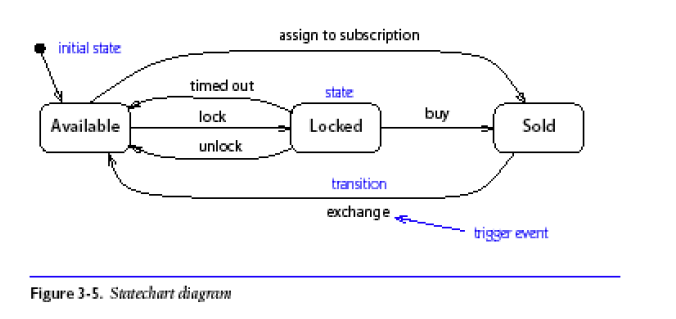 assign to subscription
initial state
timed out
state
Available
lock
Locked
buy
Sold
unlock
transition
exchange
trigger event
Figure 3-5. Statechart diagram